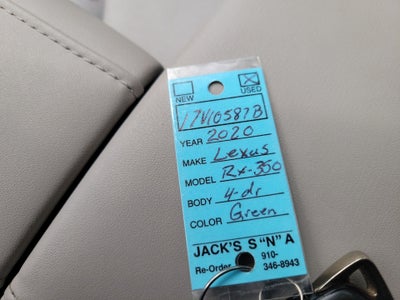 NEW USED
17V10587B
YEAR 2020
MAKE Lexus
MODEL Rx-350
BODY 4-dr
COLOR Green
JACK'S S "N" A
Re-Order 910-
346-8943